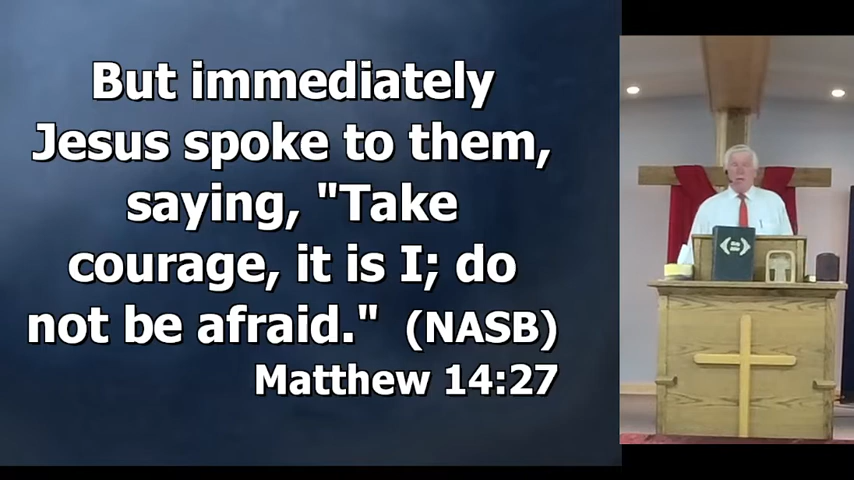 But immediately
Jesus spoke to them,
saying, "Take
courage, it is I; do
not be afraid." (NASB)
Matthew 14:27